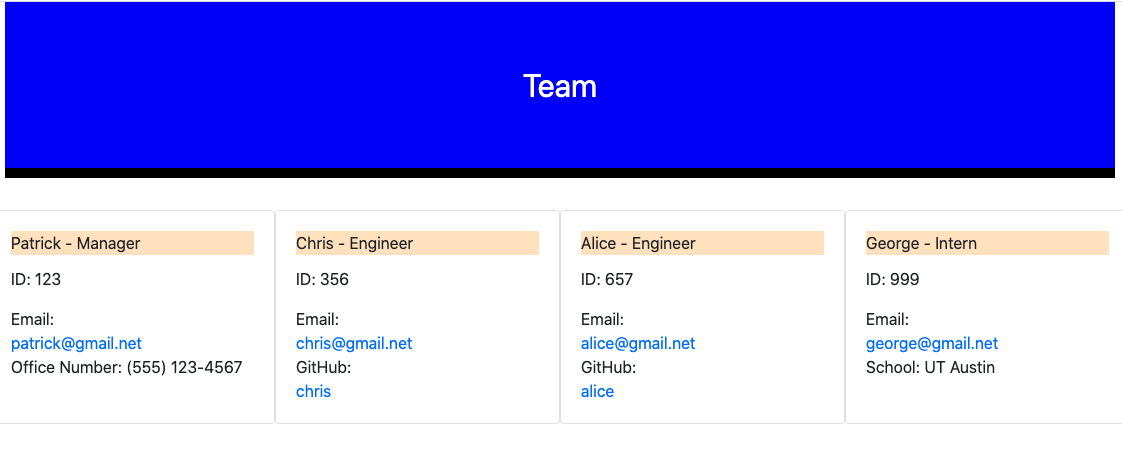 Team
Patrick - Manager
ID: 123
Email:
patrick@gmail.net
Office Number: (555) 123-4567
Chris - Engineer
ID: 356
Email:
chris@gmail.net
GitHub:
chris
Alice - Engineer
ID: 657
Email:
alice@gmail.net
GitHub:
alice
George - Intern
ID: 999
Email:
george@gmail.net
School: UT Austin